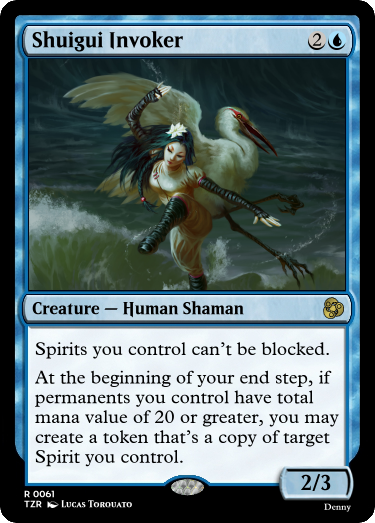 Shuigui Invoker 2
Creature — Human Shaman
Spirits you control can't be blocked.
At the beginning of your end step, if
permanents you control have total
mana value of 20 or greater, you may
create a token that's a copy of target
Spirit you control.
2/3
R 0061
TZR Lucas Torquato Denny